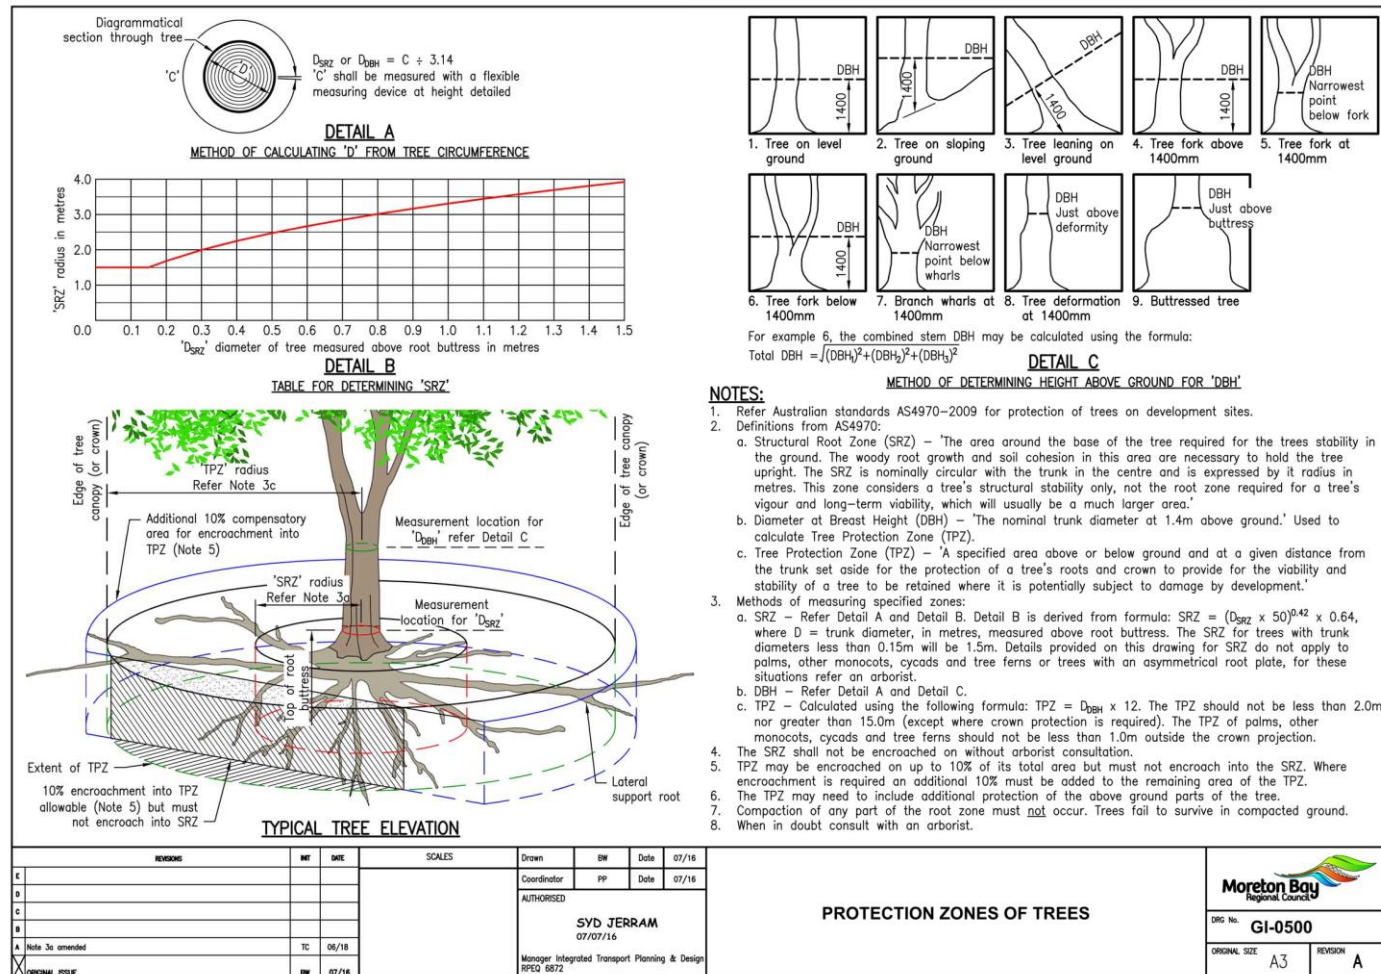 Diagrammatical
section through tree
'C'
'D'
D_SRZ or D_DBH = C ÷ 3.14
'C' shall be measured with a flexible
measuring device at height detailed
DETAIL A
METHOD OF CALCULATING 'D' FROM TREE CIRCUMFERENCE
'SRZ' radius in metres
4.0
3.0
2.0
1.0
0.0 0.1 0.2 0.3 0.4 0.5 0.6 0.7 0.8 0.9 1.0 1.1 1.2 1.3 1.4 1.5
'D_SRZ' diameter of tree measured above root buttress in metres
DETAIL B
TABLE FOR DETERMINING 'SRZ'
Edge of tree
canopy (or crown)
'TPZ' radius
Refer Note 3c
Edge of tree canopy
(or crown)
Additional 10% compensatory
area for encroachment into
TPZ (Note 5)
Measurement location for
'D_DBH' refer Detail C
'SRZ' radius
Refer Note 3a
Measurement
location for 'D_SRZ'
Top of root
buttress
Extent of TPZ
10% encroachment into TPZ
allowable (Note 5) but must
not encroach into SRZ
Lateral
support root
TYPICAL TREE ELEVATION
DBH
1400
1. Tree on level
ground
DBH
1400
2. Tree on sloping
ground
DBH
1400
3. Tree leaning on
level ground
DBH
1400
4. Tree fork above
1400mm
DBH
Narrowest
point
below fork
5. Tree fork at
1400mm
DBH
1400
6. Tree fork below
1400mm
DBH
Narrowest
point below
wharls
7. Branch wharls at
1400mm
DBH
Just above
deformity
8. Tree deformation
at 1400mm
DBH
Just above
buttress
9. Buttressed tree
For example 6, the combined stem DBH may be calculated using the formula:
Total DBH = √(DBH₁)²+(DBH₂)²+(DBH₃)²
DETAIL C
METHOD OF DETERMINING HEIGHT ABOVE GROUND FOR 'DBH'
NOTES:
1. Refer Australian standards AS4970-2009 for protection of trees on development sites.
2. Definitions from AS4970:
a. Structural Root Zone (SRZ) - 'The area around the base of the tree required for the trees stability in
the ground. The woody root growth and soil cohesion in this area are necessary to hold the tree
upright. The SRZ is nominally circular with the trunk in the centre and is expressed by it radius in
metres. This zone considers a tree's structural stability only, not the root zone required for a tree's
vigour and long-term viability, which will usually be a much larger area.'
b. Diameter at Breast Height (DBH) - 'The nominal trunk diameter at 1.4m above ground.' Used to
calculate Tree Protection Zone (TPZ).
c. Tree Protection Zone (TPZ) - 'A specified area above or below ground and at a given distance from
the trunk set aside for the protection of a tree's roots and crown to provide for the viability and
stability of a tree to be retained where it is potentially subject to damage by development.'
3. Methods of measuring specified zones:
a. SRZ - Refer Detail A and Detail B. Detail B is derived from formula: SRZ = (D_SRZ x 50)^0.42 x 0.64,
where D = trunk diameter, in metres, measured above root buttress. The SRZ for trees with trunk
diameters less than 0.15m will be 1.5m. Details provided on this drawing for SRZ do not apply to
palms, other monocots, cycads and tree ferns or trees with an asymmetrical root plate, for these
situations refer an arborist.
b. DBH - Refer Detail A and Detail C.
c. TPZ - Calculated using the following formula: TPZ = D_DBH x 12. The TPZ should not be less than 2.0m
nor greater than 15.0m (except where crown protection is required). The TPZ of palms, other
monocots, cycads and tree ferns should not be less than 1.0m outside the crown projection.
4. The SRZ shall not be encroached on without arborist consultation.
5. TPZ may be encroached on up to 10% of its total area but must not encroach into the SRZ. Where
encroachment is required an additional 10% must be added to the remaining area of the TPZ.
6. The TPZ may need to include additional protection of the above ground parts of the tree.
7. Compaction of any part of the root zone must not occur. Trees fail to survive in compacted ground.
8. When in doubt consult with an arborist.
REVISIONS INIT DATE
E
D
C
B
A Note 3a amended TC 06/18
ORIGINAL ISSUE BW 07/16
SCALES
Drawn BW Date 07/16
Coordinator PP Date 07/16
AUTHORISED
SYD JERRAM
07/07/16
Manager Integrated Transport Planning & Design
RPEQ 6872
PROTECTION ZONES OF TREES
Moreton Bay
Regional Council
DRG No. GI-0500
ORIGINAL SIZE A3
REVISION A